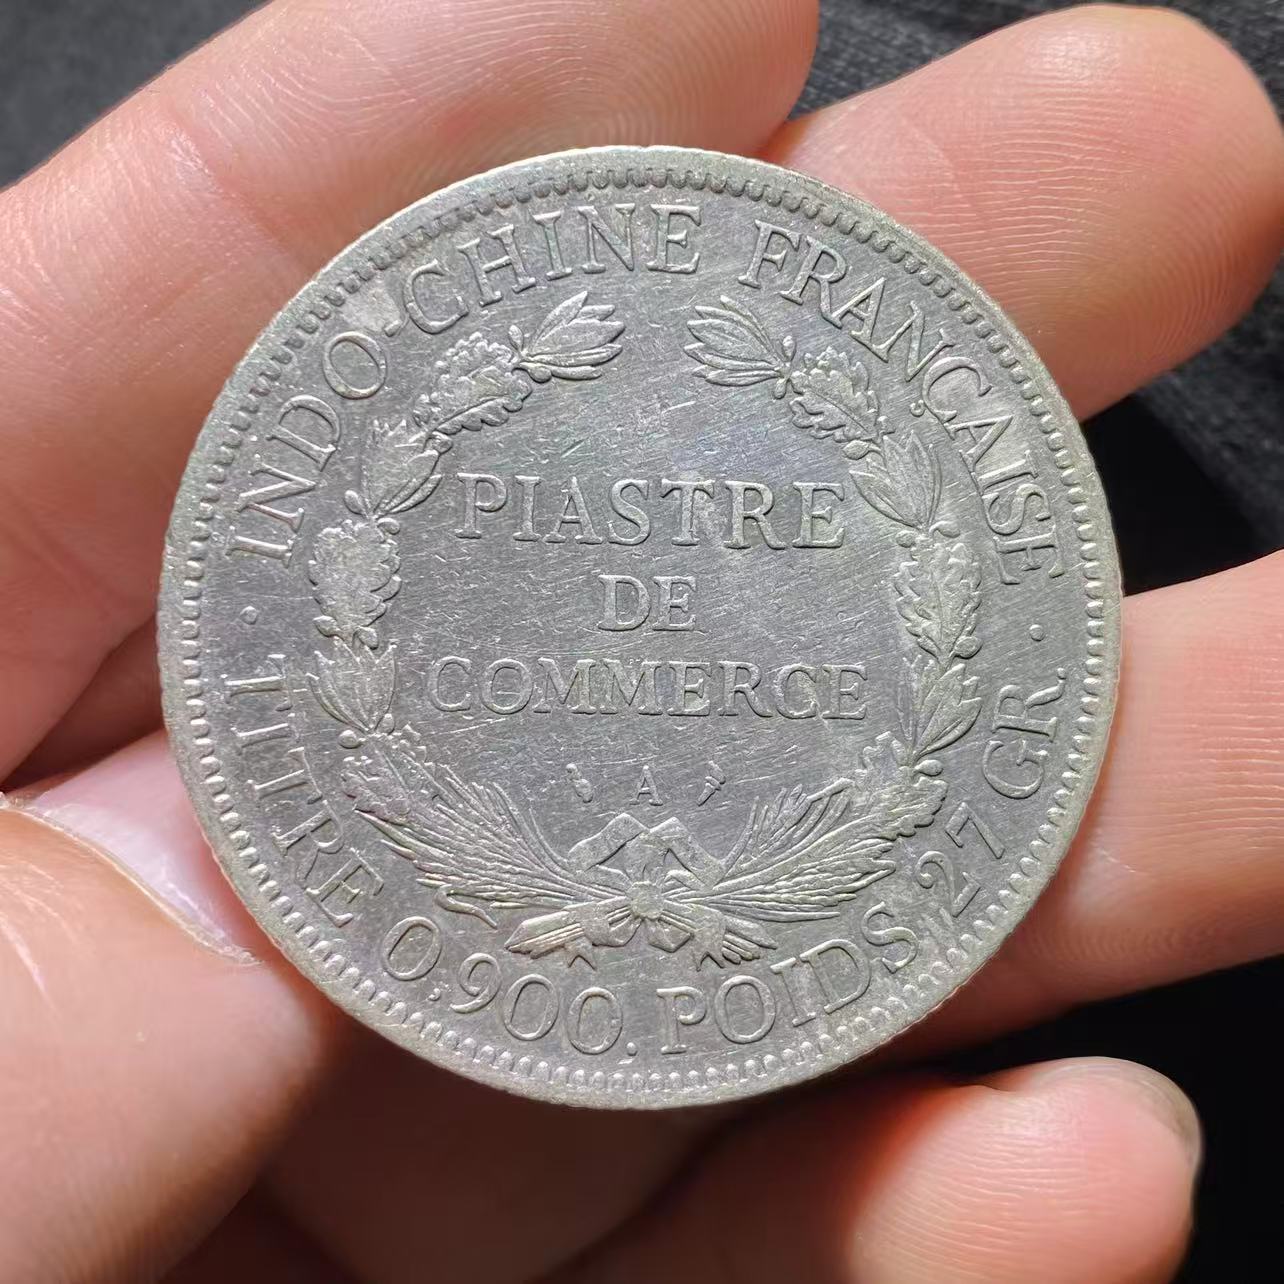 INDO-CHINE FRANÇAISE
PIASTRE
DE
COMMERCE
A
· TITRE 0,900. POIDS 27 GR. ·